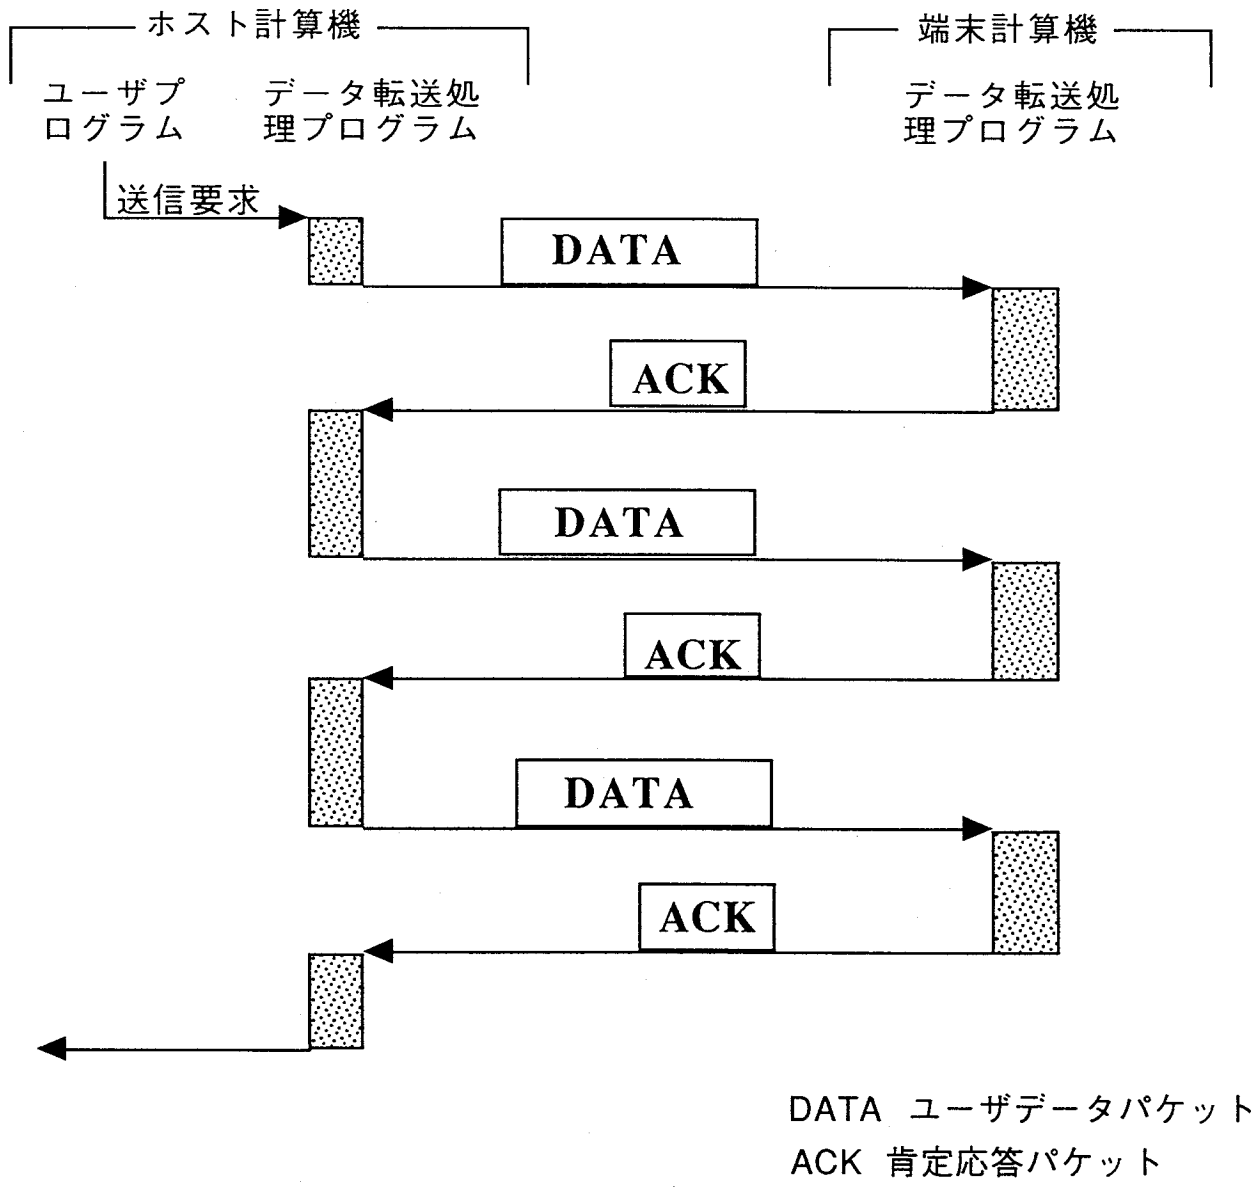 ホスト計算機
端末計算機
ユーザプ
ログラム
データ転送処
理プログラム
データ転送処
理プログラム
送信要求
DATA
ACK
DATA
ACK
DATA
ACK
DATA ユーザデータパケット
ACK 肯定応答パケット